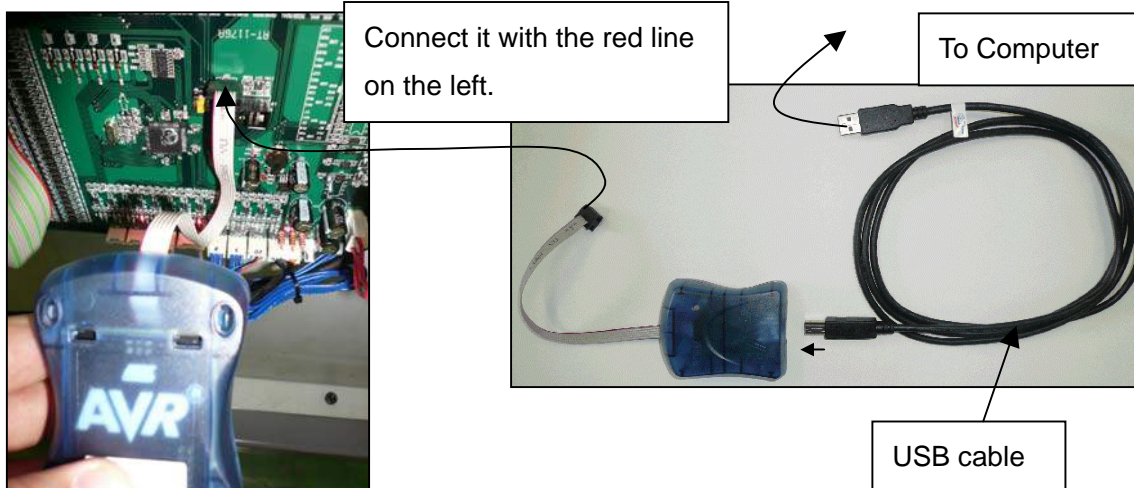 Connect it with the red line
on the left.
To Computer
RT-1176A
AVR
USB cable